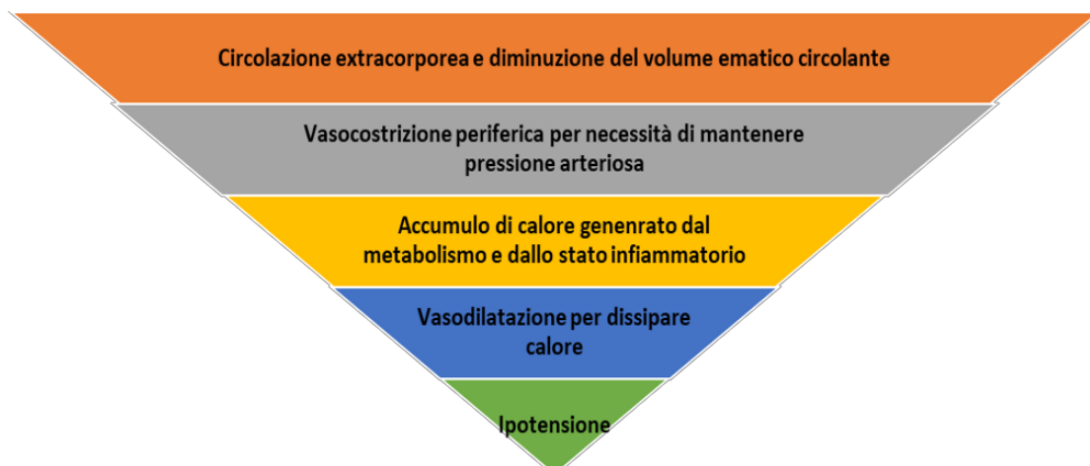 Circolazione extracorporea e diminuzione del volume ematico circolante
Vasocostrizione periferica per necessità di mantenere
pressione arteriosa
Accumulo di calore genenrato dal
metabolismo e dallo stato infiammatorio
Vasodilatazione per dissipare
calore
Ipotensione